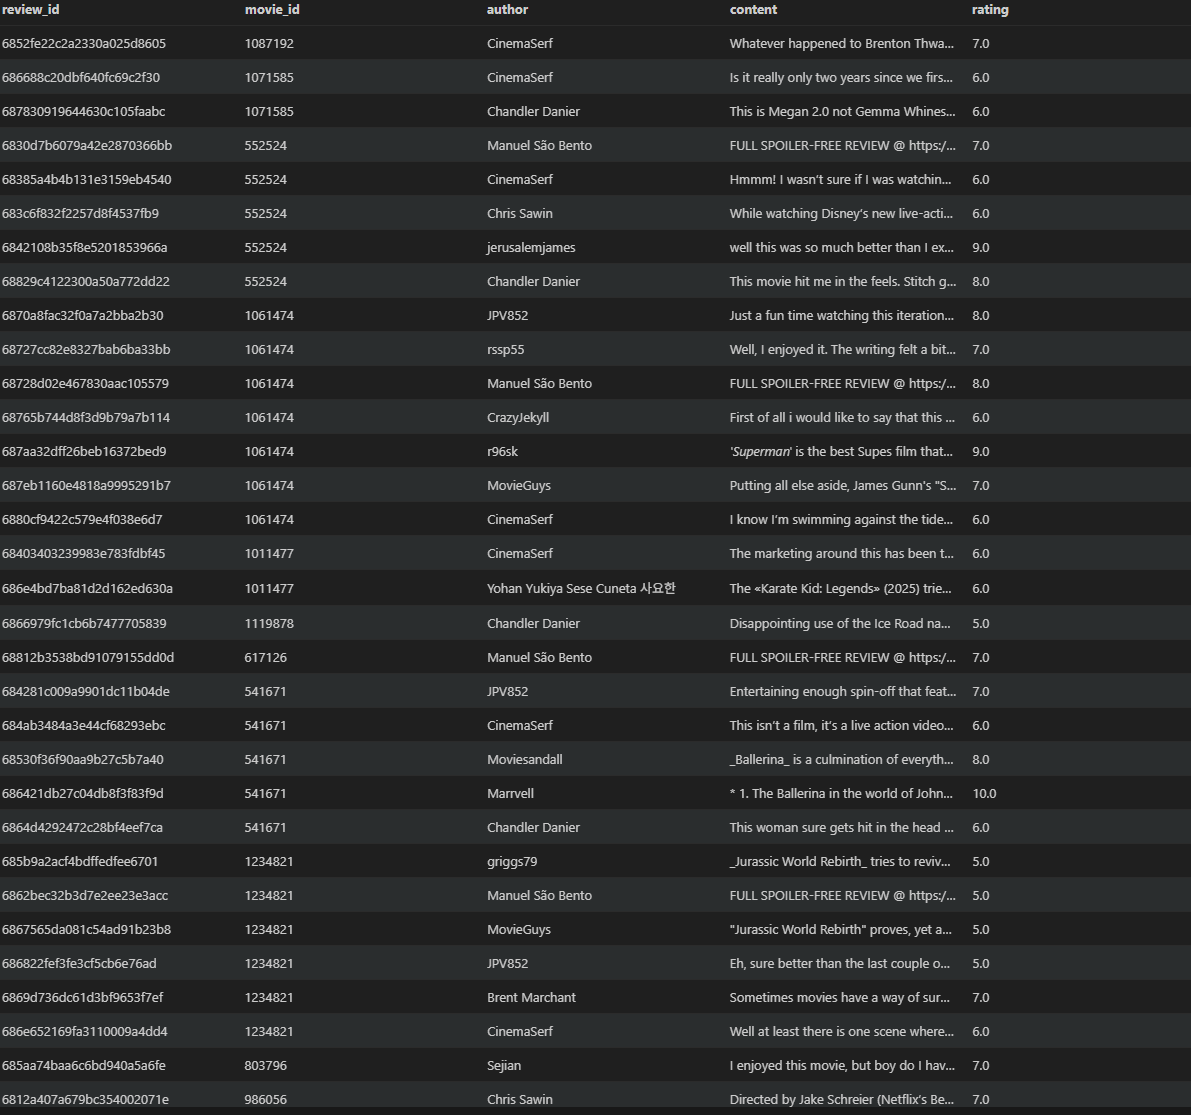 review_id movie_id author content rating
6852fe22c2a2330a025d8605 1087192 CinemaSerf Whatever happened to Brenton Thwa... 7.0
686688c20dbf640fc69c2f30 1071585 CinemaSerf Is it really only two years since we firs... 6.0
687830919644630c105faabc 1071585 Chandler Danier This is Megan 2.0 not Gemma Whines... 6.0
6830d7b6079a42e2870366bb 552524 Manuel São Bento FULL SPOILER-FREE REVIEW @ https:/... 7.0
68385a4b4b131e3159eb4540 552524 CinemaSerf Hmmm! I wasn't sure if I was watchin... 6.0
683c6f832f2257d8f4537fb9 552524 Chris Sawin While watching Disney's new live-acti... 6.0
6842108b35f8e5201853966a 552524 jerusalemjames well this was so much better than I ex... 9.0
68829c4122300a50a772dd22 552524 Chandler Danier This movie hit me in the feels. Stitch g... 8.0
6870a8fac32f0a7a2bba2b30 1061474 JPV852 Just a fun time watching this iteration... 8.0
68727cc82e8327bab6ba33bb 1061474 rssp55 Well, I enjoyed it. The writing felt a bit... 7.0
68728d02e467830aac105579 1061474 Manuel São Bento FULL SPOILER-FREE REVIEW @ https:/... 8.0
68765b744d8f3d9b79a7b114 1061474 CrazyJekyll First of all i would like to say that this ... 6.0
687aa32dff26beb16372bed9 1061474 r96sk 'Superman' is the best Supes film that... 9.0
687eb1160e4818a9995291b7 1061474 MovieGuys Putting all else aside, James Gunn's "S... 7.0
6880cf9422c579e4f038e6d7 1061474 CinemaSerf I know I'm swimming against the tide... 6.0
68403403239983e783fdbf45 1011477 CinemaSerf The marketing around this has been t... 6.0
686e4bd7ba81d2d162ed630a 1011477 Yohan Yukiya Sese Cuneta 사요한 The «Karate Kid: Legends» (2025) trie... 6.0
6866979fc1cb6b7477705839 1119878 Chandler Danier Disappointing use of the Ice Road na... 5.0
68812b3538bd91079155dd0d 617126 Manuel São Bento FULL SPOILER-FREE REVIEW @ https:/... 7.0
684281c009a9901dc11b04de 541671 JPV852 Entertaining enough spin-off that feat... 7.0
684ab3484a3e44cf68293ebc 541671 CinemaSerf This isn't a film, it's a live action video... 6.0
68530f36f90aa9b27c5b7a40 541671 Moviesandall _Ballerina_ is a culmination of everyth... 8.0
686421db27c04db8f3f83f9d 541671 Marrvell * 1. The Ballerina in the world of John... 10.0
6864d4292472c28bf4eef7ca 541671 Chandler Danier This woman sure gets hit in the head ... 6.0
685b9a2acf4bdffedfee6701 1234821 griggs79 _Jurassic World Rebirth_ tries to reviv... 5.0
6862bec32b3d7e2ee23e3acc 1234821 Manuel São Bento FULL SPOILER-FREE REVIEW @ https:/... 5.0
6867565da081c54ad91b23b8 1234821 MovieGuys "Jurassic World Rebirth" proves, yet a... 5.0
686822fef3fe3cf5cb6e76ad 1234821 JPV852 Eh, sure better than the last couple o... 5.0
6869d736dc61d3bf9653f7ef 1234821 Brent Marchant Sometimes movies have a way of sur... 7.0
686e652169fa3110009a4dd4 1234821 CinemaSerf Well at least there is one scene where... 6.0
685aa74baa6c6bd940a5a6fe 803796 Sejian I enjoyed this movie, but boy do I hav... 7.0
6812a407a679bc354002071e 986056 Chris Sawin Directed by Jake Schreier (Netflix's Be... 7.0